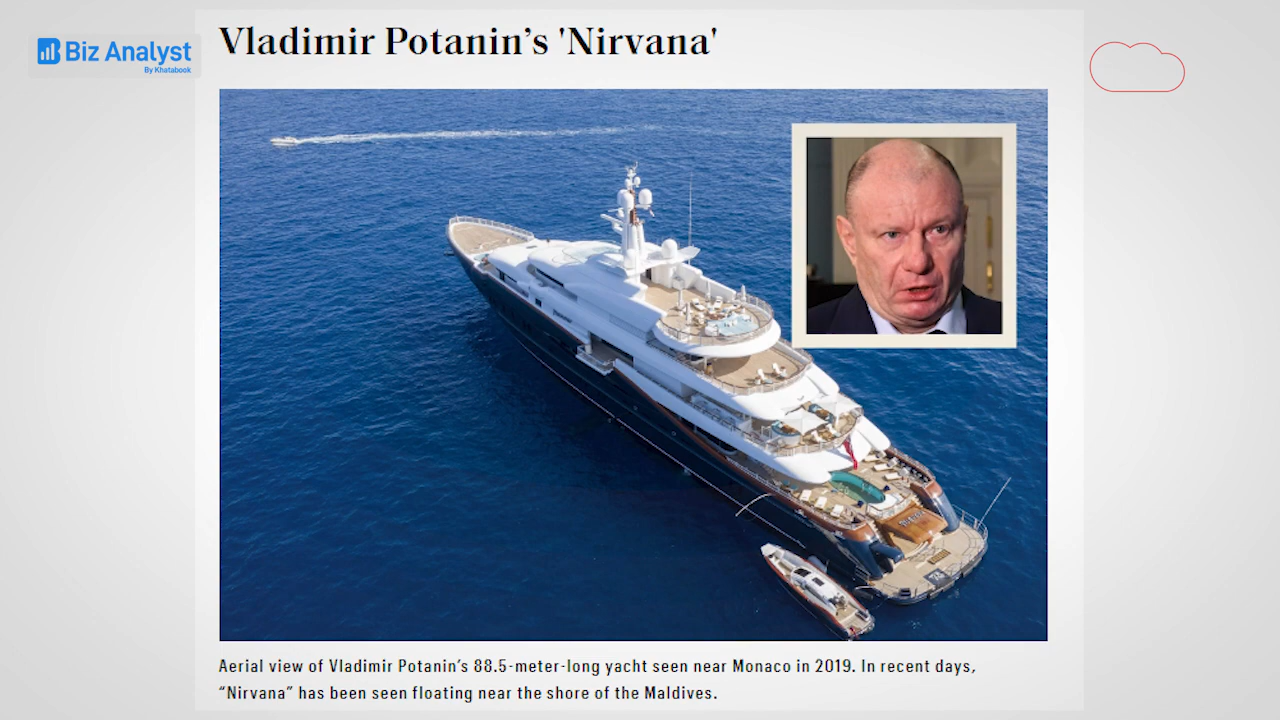 Vladimir Potanin’s 'Nirvana'
Biz Analyst
By Khatabook
Aerial view of Vladimir Potanin’s 88.5-meter-long yacht seen near Monaco in 2019. In recent days,
“Nirvana” has been seen floating near the shore of the Maldives.